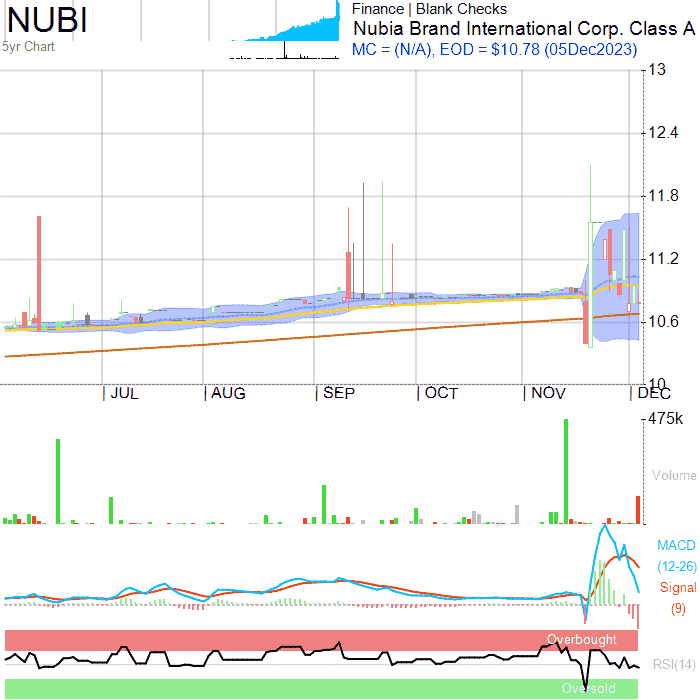 NUBI
5yr Chart
Finance | Blank Checks
Nubia Brand International Corp. Class A
MC = (N/A), EOD = $10.78 (05Dec2023)
13
12.4
11.8
11.2
10.6
10
JUL AUG SEP OCT NOV DEC
475k
Volume
MACD
(12-26)
Signal
(9)
Overbought
RSI(14)
Oversold